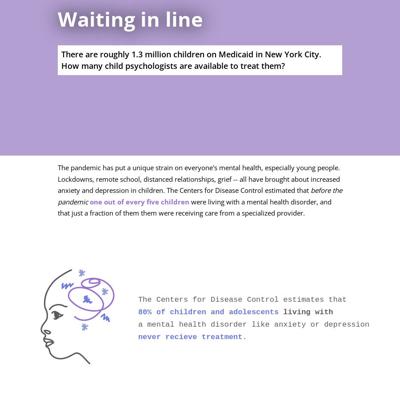 Waiting in line
There are roughly 1.3 million children on Medicaid in New York City.
How many child psychologists are available to treat them?
The pandemic has put a unique strain on everyone's mental health, especially young people.
Lockdowns, remote school, distanced relationships, grief -- all have brought about increased
anxiety and depression in children. The Centers for Disease Control estimated that before the
pandemic one out of every five children were living with a mental health disorder, and
that just a fraction of them them were receiving care from a specialized provider.
The Centers for Disease Control estimates that
80% of children and adolescents living with
a mental health disorder like anxiety or depression
never recieve treatment.